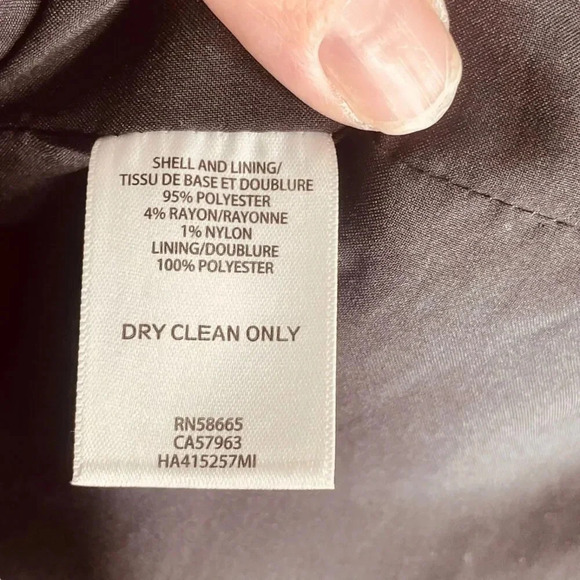 SHELL AND LINING/
TISSU DE BASE ET DOUBLURE
95% POLYESTER
4% RAYON/RAYONNE
1% NYLON
LINING/DOUBLURE
100% POLYESTER
DRY CLEAN ONLY
RN58665
CA57963
HA415257MI